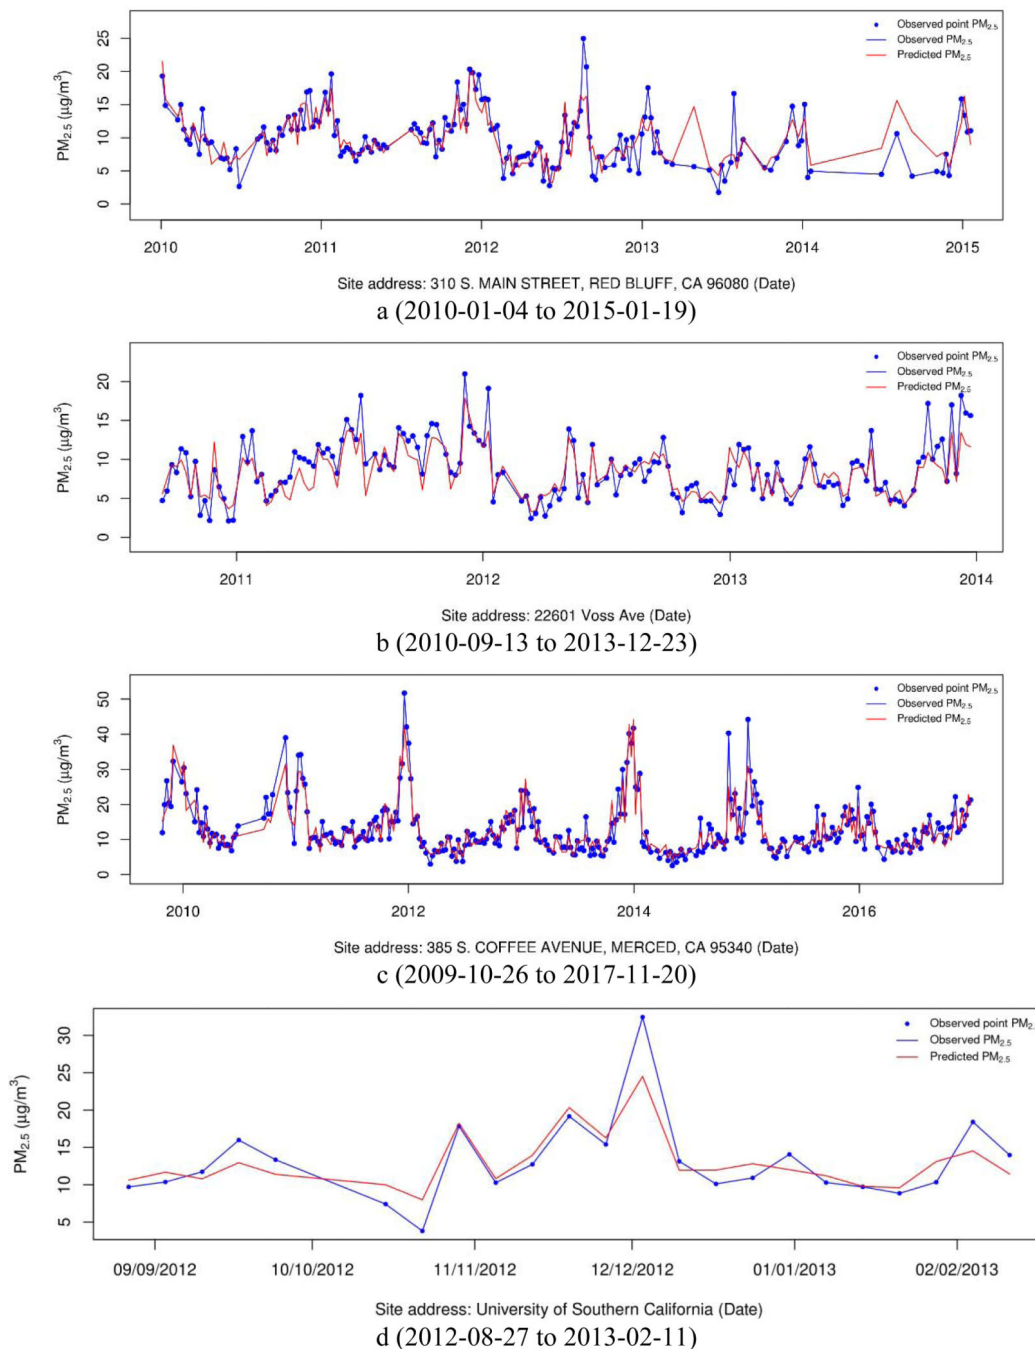 25
20
15
10
5
0
PM2.5 (μg/m3)
Observed point PM2.5
Observed PM2.5
Predicted PM2.5
2010 2011 2012 2013 2014 2015
Site address: 310 S. MAIN STREET, RED BLUFF, CA 96080 (Date)
a (2010-01-04 to 2015-01-19)
20
15
10
5
0
PM2.5 (μg/m3)
Observed point PM2.5
Observed PM2.5
Predicted PM2.5
2011 2012 2013 2014
Site address: 22601 Voss Ave (Date)
b (2010-09-13 to 2013-12-23)
50
40
30
20
10
0
PM2.5 (μg/m3)
Observed point PM2.5
Observed PM2.5
Predicted PM2.5
2010 2012 2014 2016
Site address: 385 S. COFFEE AVENUE, MERCED, CA 95340 (Date)
c (2009-10-26 to 2017-11-20)
30
25
20
15
10
5
PM2.5 (μg/m3)
Observed point PM2.
Observed PM2.5
Predicted PM2.5
09/09/2012 10/10/2012 11/11/2012 12/12/2012 01/01/2013 02/02/2013
Site address: University of Southern California (Date)
d (2012-08-27 to 2013-02-11)